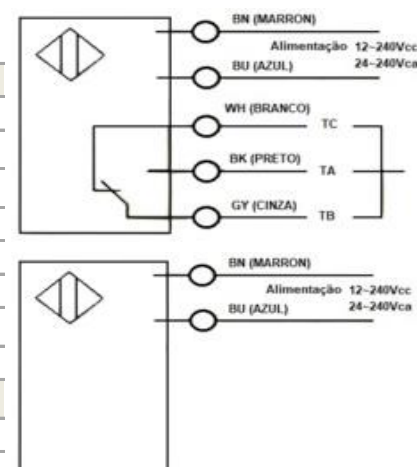 BN (MARRON)
Alimentação 12~240Vcc
BU (AZUL) 24~240Vca
WH (BRANCO)
TC
BK (PRETO)
TA
GY (CINZA)
TB
BN (MARRON)
Alimentação 12~240Vcc
BU (AZUL) 24~240Vca